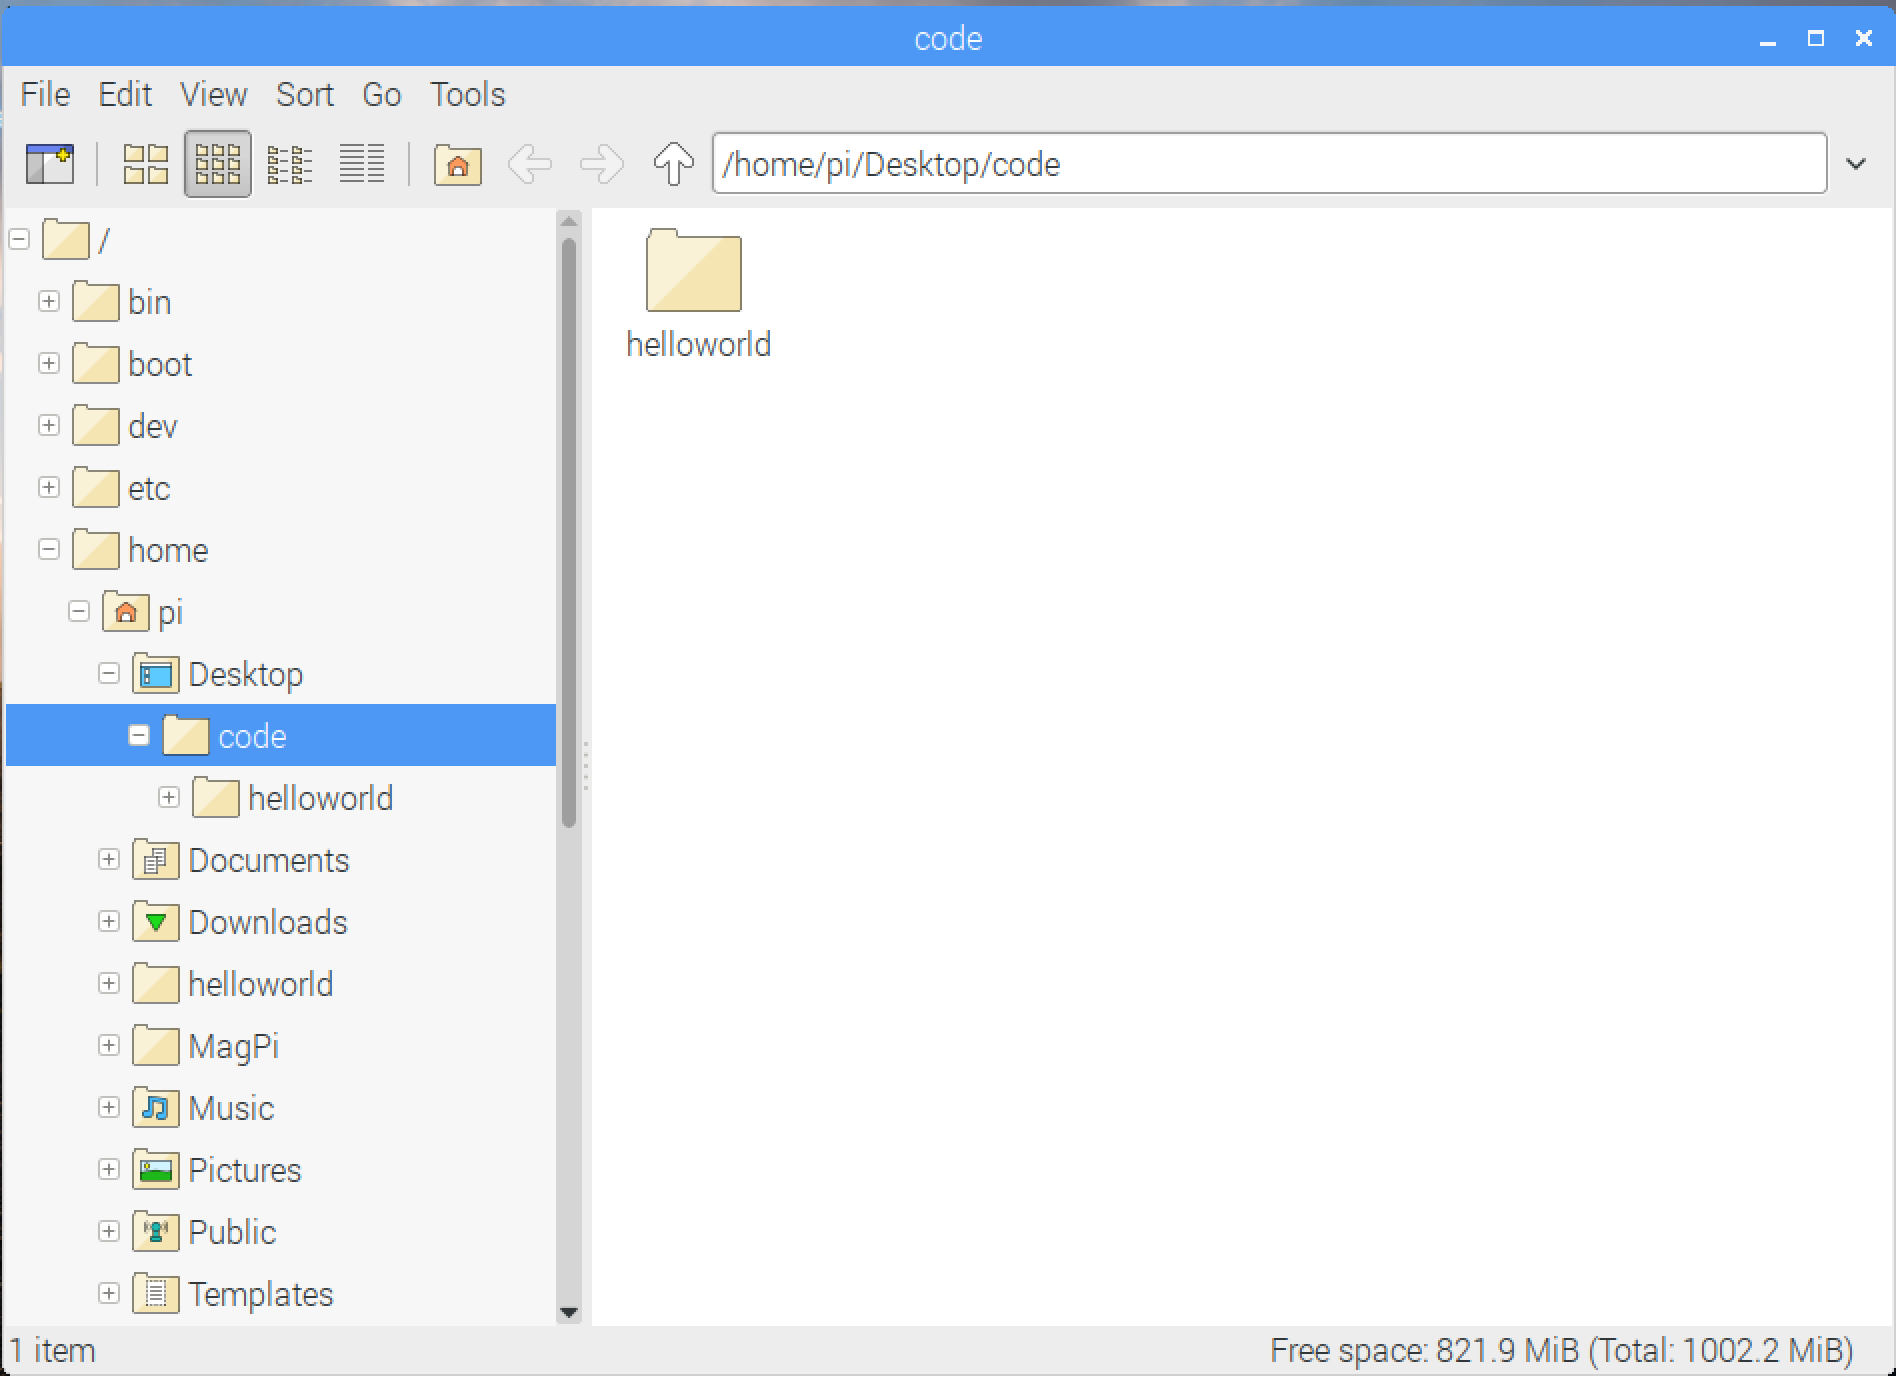 code
File Edit View Sort Go Tools
/home/pi/Desktop/code
/
bin
boot
dev
etc
home
pi
Desktop
code
helloworld
Documents
Downloads
helloworld
MagPi
Music
Pictures
Public
Templates
helloworld
1 item
Free space: 821.9 MiB (Total: 1002.2 MiB)